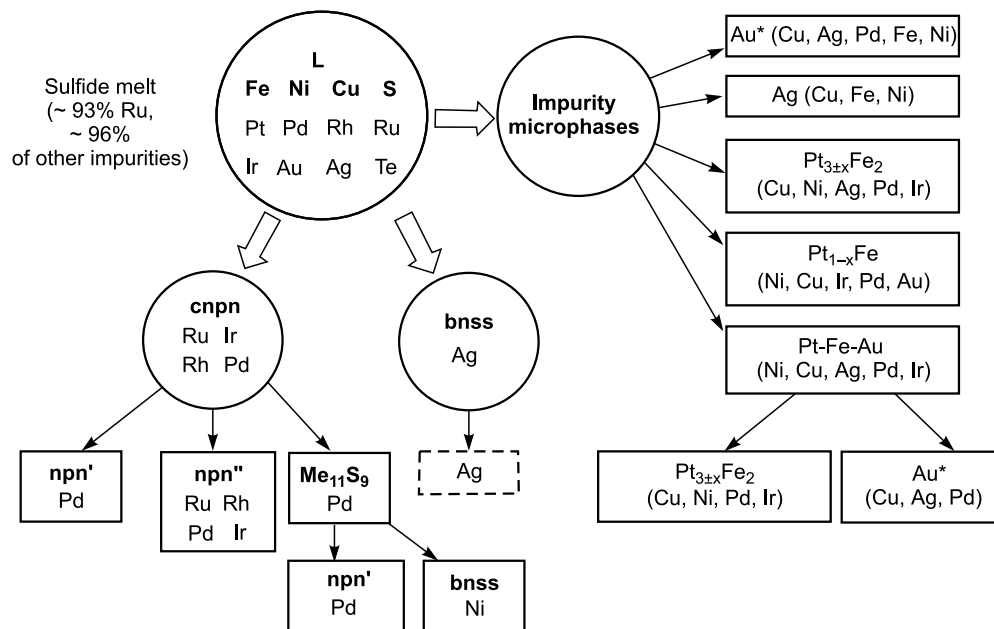 Sulfide melt
(~ 93% Ru,
~ 96%
of other impurities)
L
Fe Ni Cu S
Pt Pd Rh Ru
Ir Au Ag Te
Impurity
microphases
Au* (Cu, Ag, Pd, Fe, Ni)
Ag (Cu, Fe, Ni)
Pt₃±ₓFe₂
(Cu, Ni, Ag, Pd, Ir)
Pt₁₋ₓFe
(Ni, Cu, Ir, Pd, Au)
Pt-Fe-Au
(Ni, Cu, Ag, Pd, Ir)
cnpn
Ru Ir
Rh Pd
bnss
Ag
npn'
Pd
npn"
Ru Rh
Pd Ir
Me₁₁S₉
Pd
Ag
Pt₃±ₓFe₂
(Cu, Ni, Pd, Ir)
Au*
(Cu, Ag, Pd)
npn'
Pd
bnss
Ni